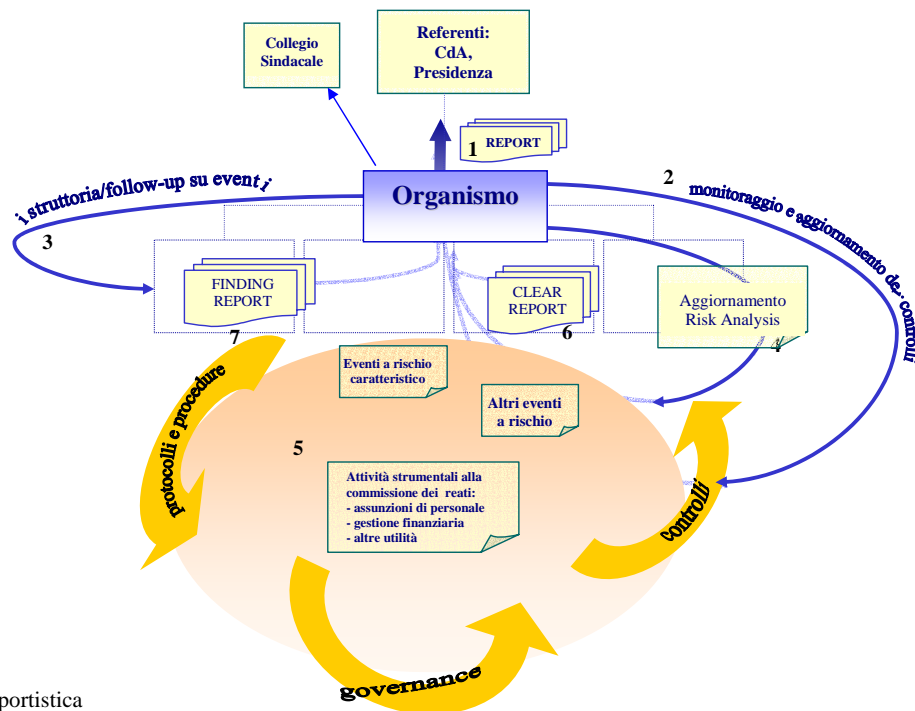 Collegio
Sindacale
Referenti:
CdA,
Presidenza
1
REPORT
Organismo
2
monitoraggio e aggiornamento de... controlli
i struttoria/follow-up su eventi
3
FINDING
REPORT
7
CLEAR
REPORT
6
Aggiornamento
Risk Analysis
4
Eventi a rischio
caratteristico
Altri eventi
a rischio
5
Attività strumentali alla
commissione dei reati:
- assunzioni di personale
- gestione finanziaria
- altre utilità
protocolli e procedure
controlli
governance
portistica